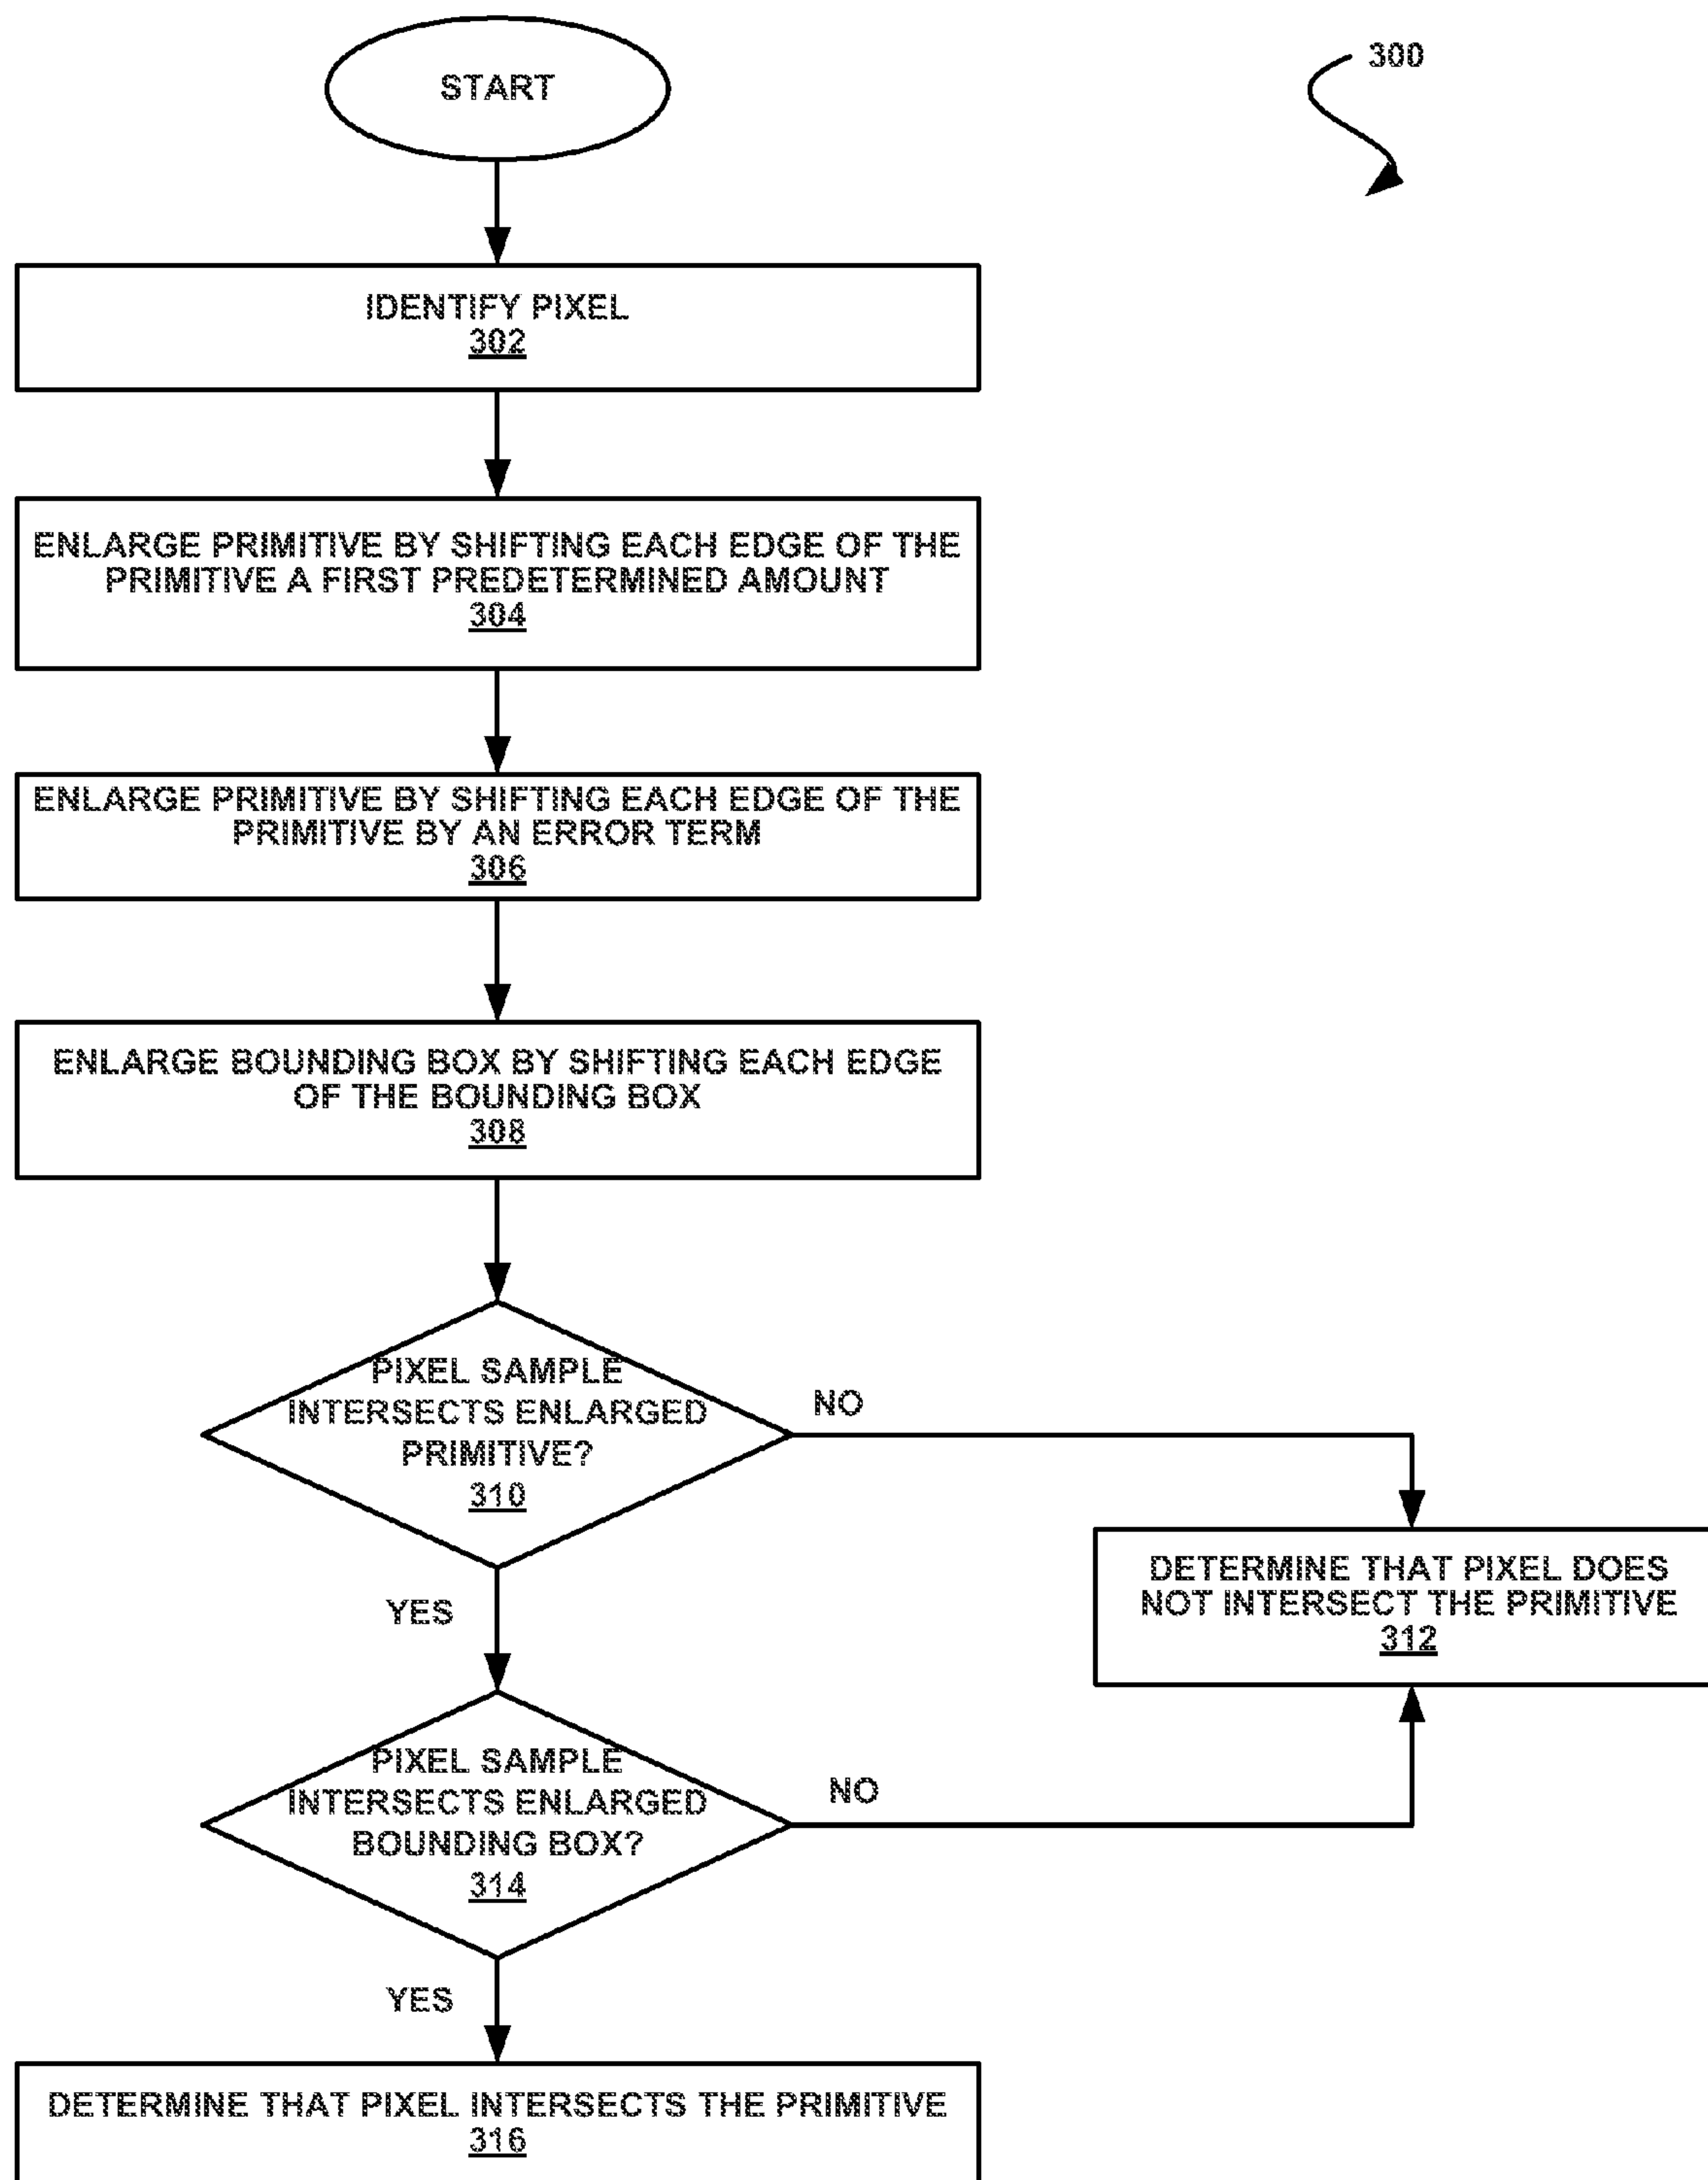 START
300
IDENTIFY PIXEL
302
ENLARGE PRIMITIVE BY SHIFTING EACH EDGE OF THE
PRIMITIVE A FIRST PREDETERMINED AMOUNT
304
ENLARGE PRIMITIVE BY SHIFTING EACH EDGE OF THE
PRIMITIVE BY AN ERROR TERM
306
ENLARGE BOUNDING BOX BY SHIFTING EACH EDGE
OF THE BOUNDING BOX
308
PIXEL SAMPLE
INTERSECTS ENLARGED
PRIMITIVE?
310
NO
YES
DETERMINE THAT PIXEL DOES
NOT INTERSECT THE PRIMITIVE
312
PIXEL SAMPLE
INTERSECTS ENLARGED
BOUNDING BOX?
314
NO
YES
DETERMINE THAT PIXEL INTERSECTS THE PRIMITIVE
316